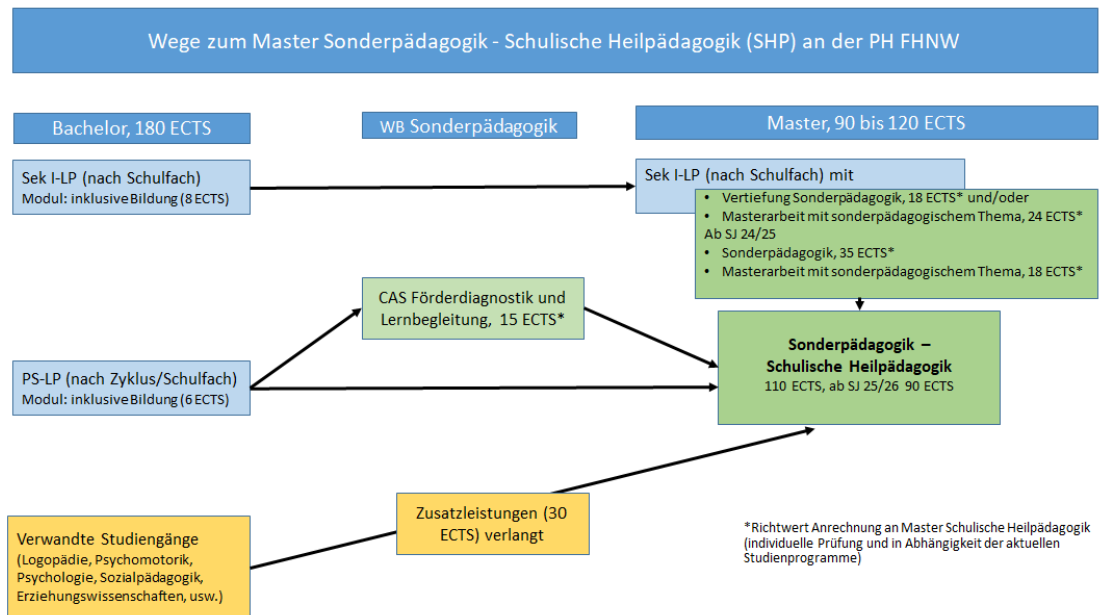 Wege zum Master Sonderpädagogik - Schulische Heilpädagogik (SHP) an der PH FHNW
Bachelor, 180 ECTS
WB Sonderpädagogik
Master, 90 bis 120 ECTS
Sek I-LP (nach Schulfach)
Modul: inklusive Bildung (8 ECTS)
Sek I-LP (nach Schulfach) mit
• Vertiefung Sonderpädagogik, 18 ECTS* und/oder
• Masterarbeit mit sonderpädagogischem Thema, 24 ECTS*
Ab SJ 24/25
• Sonderpädagogik, 35 ECTS*
• Masterarbeit mit sonderpädagogischem Thema, 18 ECTS*
CAS Förderdiagnostik und
Lernbegleitung, 15 ECTS*
Sonderpädagogik –
Schulische Heilpädagogik
110 ECTS, ab SJ 25/26 90 ECTS
PS-LP (nach Zyklus/Schulfach)
Modul: inklusive Bildung (6 ECTS)
Zusatzleistungen (30
ECTS) verlangt
Verwandte Studiengänge
(Logopädie, Psychomotorik,
Psychologie, Sozialpädagogik,
Erziehungswissenschaften, usw.)
*Richtwert Anrechnung an Master Schulische Heilpädagogik
(individuelle Prüfung und in Abhängigkeit der aktuellen
Studienprogramme)